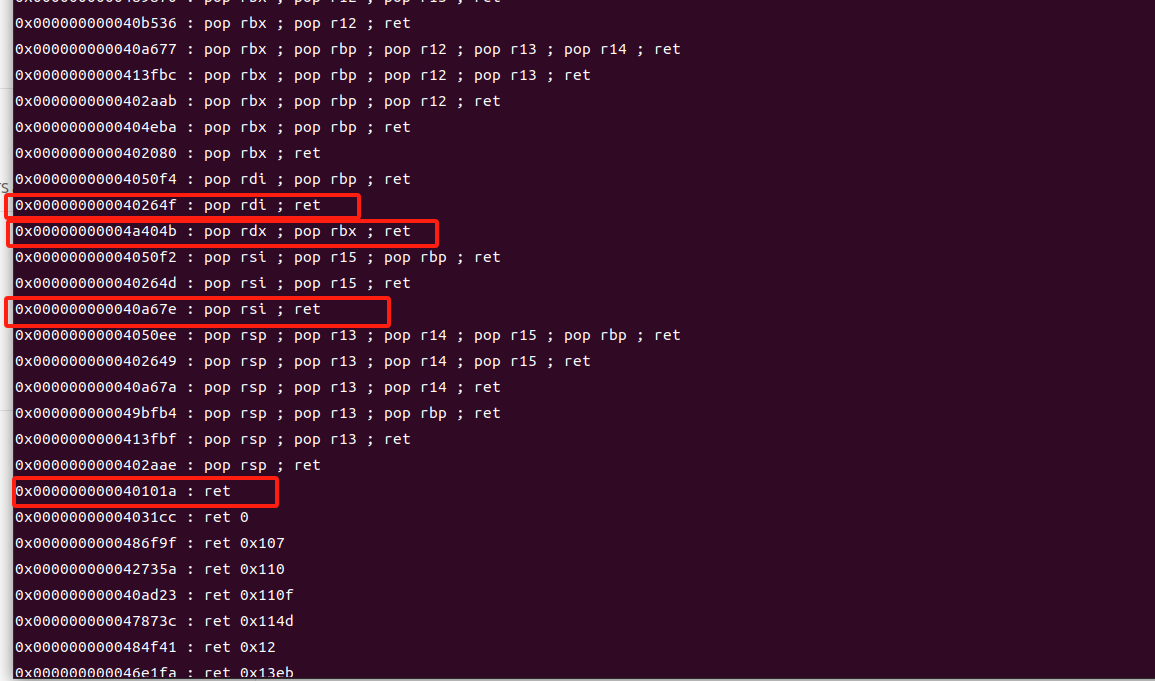 0x000000000040b536 : pop rbx ; pop r12 ; ret
0x000000000040a677 : pop rbx ; pop rbp ; pop r12 ; pop r13 ; pop r14 ; ret
0x0000000000413fbc : pop rbx ; pop rbp ; pop r12 ; pop r13 ; ret
0x0000000000402aab : pop rbx ; pop rbp ; pop r12 ; ret
0x0000000000404eba : pop rbx ; pop rbp ; ret
0x0000000000402080 : pop rbx ; ret
0x00000000004050f4 : pop rdi ; pop rbp ; ret
0x000000000040264f : pop rdi ; ret
0x00000000004a404b : pop rdx ; pop rbx ; ret
0x00000000004050f2 : pop rsi ; pop r15 ; pop rbp ; ret
0x000000000040264d : pop rsi ; pop r15 ; ret
0x000000000040a67e : pop rsi ; ret
0x00000000004050ee : pop rsp ; pop r13 ; pop r14 ; pop r15 ; pop rbp ; ret
0x0000000000402649 : pop rsp ; pop r13 ; pop r14 ; pop r15 ; ret
0x000000000040a67a : pop rsp ; pop r13 ; pop r14 ; ret
0x000000000049bfb4 : pop rsp ; pop r13 ; pop rbp ; ret
0x0000000000413fbf : pop rsp ; pop r13 ; ret
0x0000000000402aae : pop rsp ; ret
0x000000000040101a : ret
0x00000000004031cc : ret 0
0x0000000000486f9f : ret 0x107
0x000000000042735a : ret 0x110
0x000000000040ad23 : ret 0x110f
0x000000000047873c : ret 0x114d
0x0000000000484f41 : ret 0x12
0x000000000046e1fa : ret 0x13eb